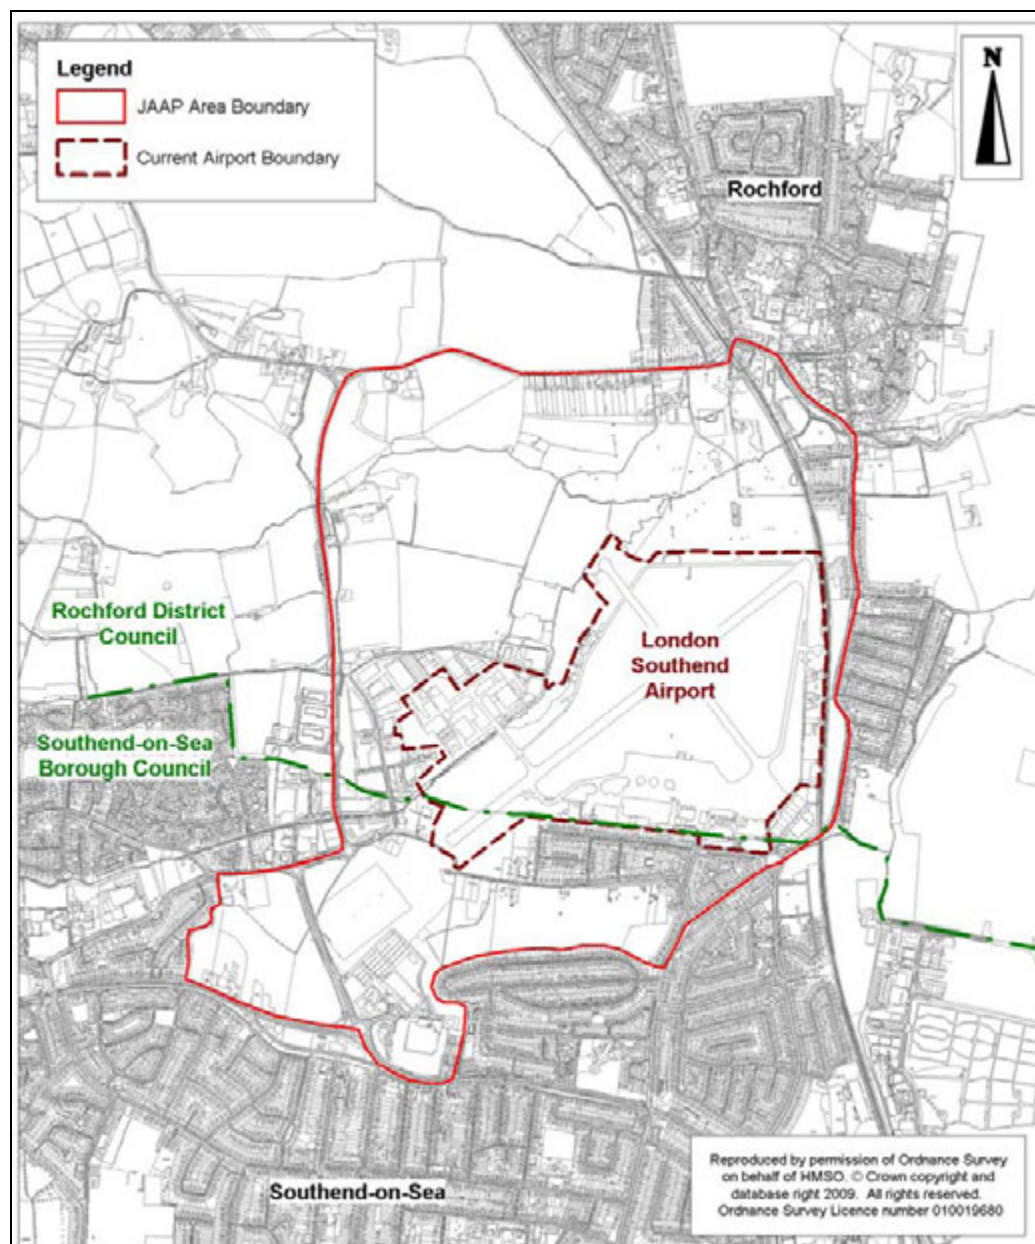 Legend
JAAP Area Boundary
Current Airport Boundary
N
Rochford
Rochford District
Council
London
Southend
Airport
Southend-on-Sea
Borough Council
Southend-on-Sea
Reproduced by permission of Ordnance Survey
on behalf of HMSO. © Crown copyright and
database right 2009. All rights reserved.
Ordnance Survey Licence number 010019680